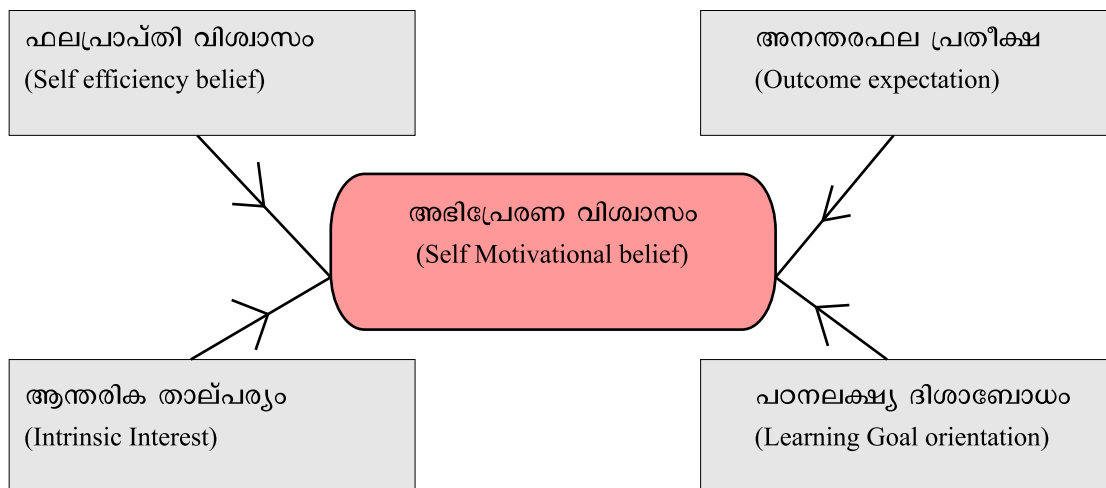 ഫലപ്രാപ്തി വിശ്വാസം
(Self efficiency belief)
അനന്തരഫല പ്രതീക്ഷ
(Outcome expectation)
അഭിപ്രേരണ വിശ്വാസം
(Self Motivational belief)
ആന്തരിക താല്പര്യം
(Intrinsic Interest)
പഠനലക്ഷ്യ ദിശാബോധം
(Learning Goal orientation)